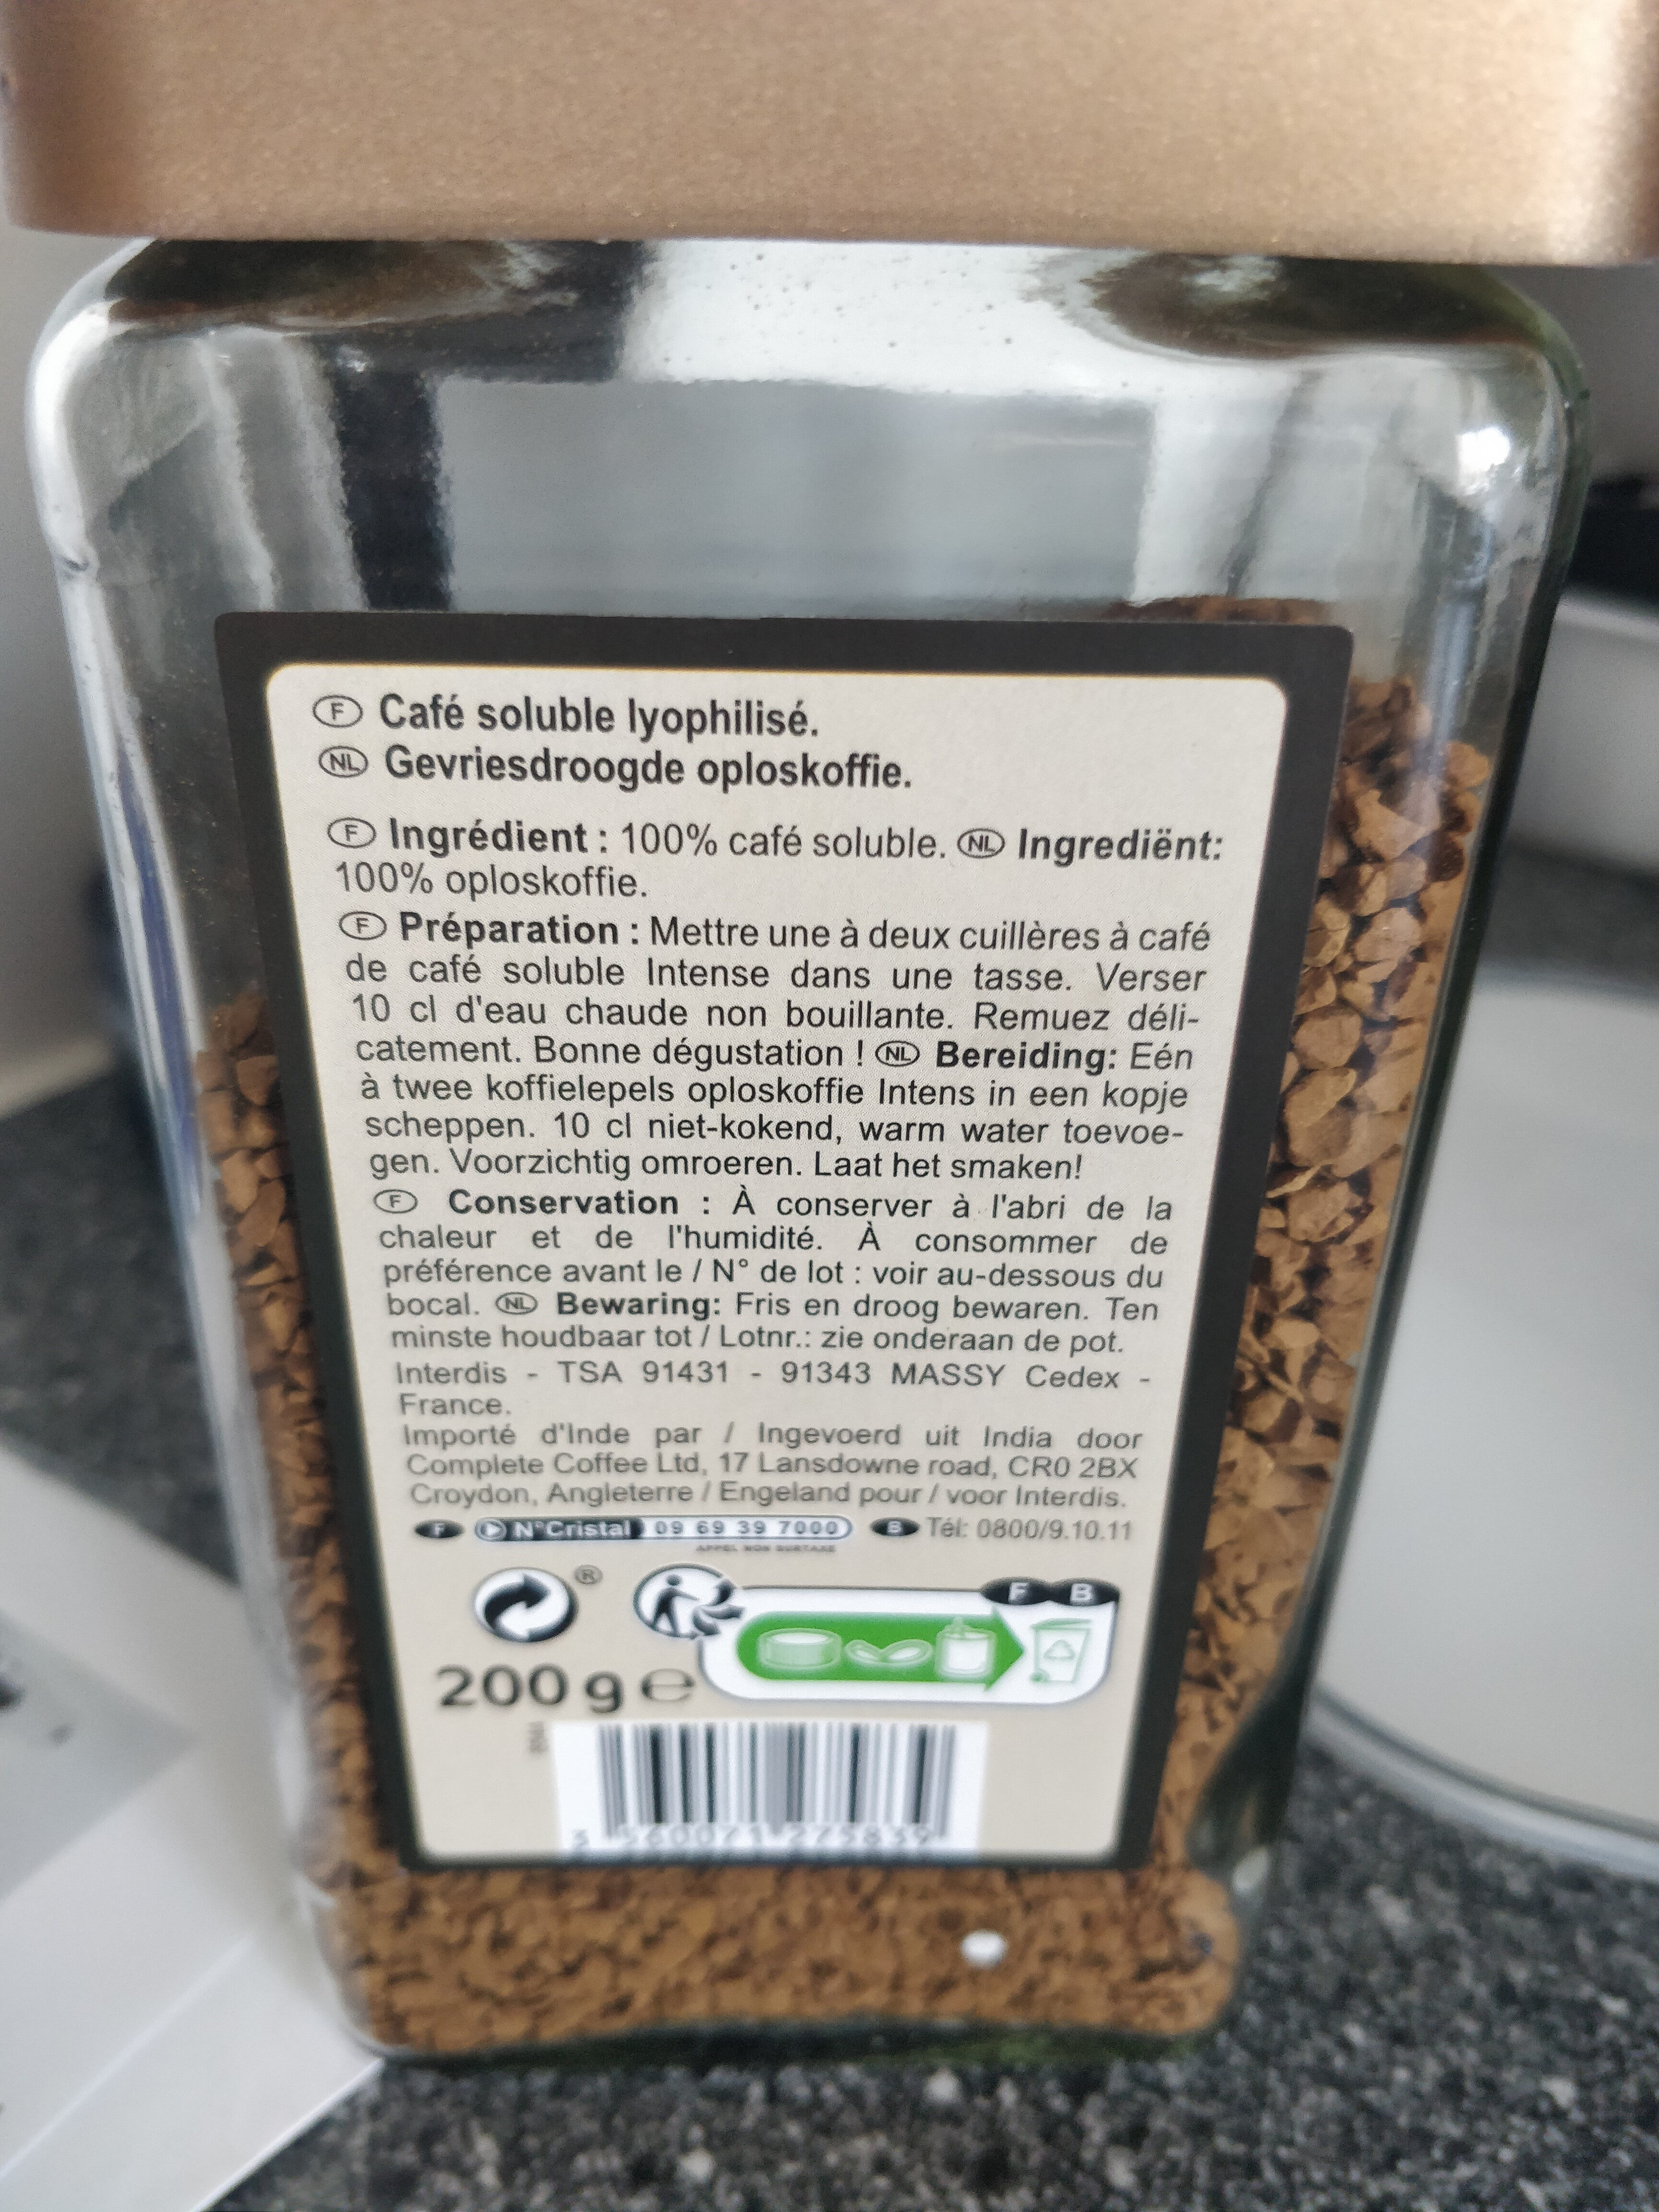 F Café soluble lyophilisé.
NL Gevriesdroogde oploskoffie.
F Ingrédient : 100% café soluble. NL Ingrediënt:
100% oploskoffie.
F Préparation : Mettre une à deux cuillères à café
de café soluble Intense dans une tasse. Verser
10 cl d'eau chaude non bouillante. Remuez déli-
catement. Bonne dégustation ! NL Bereiding: Eén
à twee koffielepels oploskoffie Intens in een kopje
scheppen. 10 cl niet-kokend, warm water toevoe-
gen. Voorzichtig omroeren. Laat het smaken!
F Conservation : À conserver à l'abri de la
chaleur et de l'humidité. À consommer de
préférence avant le / N° de lot : voir au-dessous du
bocal. NL Bewaring: Fris en droog bewaren. Ten
minste houdbaar tot / Lotnr.: zie onderaan de pot.
Interdis - TSA 91431 - 91343 MASSY Cedex -
France.
Importé d'Inde par / Ingevoerd uit India door
Complete Coffee Ltd, 17 Lansdowne road, CR0 2BX
Croydon, Angleterre / Engeland pour / voor Interdis.
F N°Cristal 09 69 39 7000 B Tél: 0800/9.10.11
APPEL NON SURTAXE
®
F B
200 g e
3 560071 275839